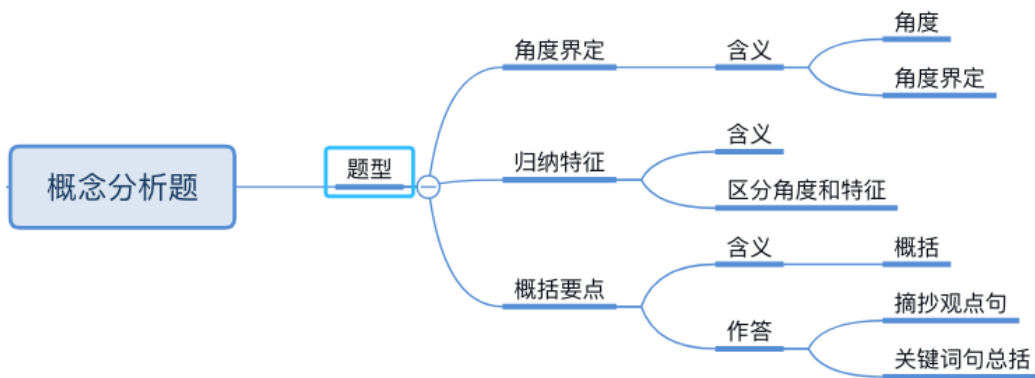 概念分析题
题型
角度界定
含义
角度
角度界定
归纳特征
含义
区分角度和特征
概括要点
含义
概括
作答
摘抄观点句
关键词句总括